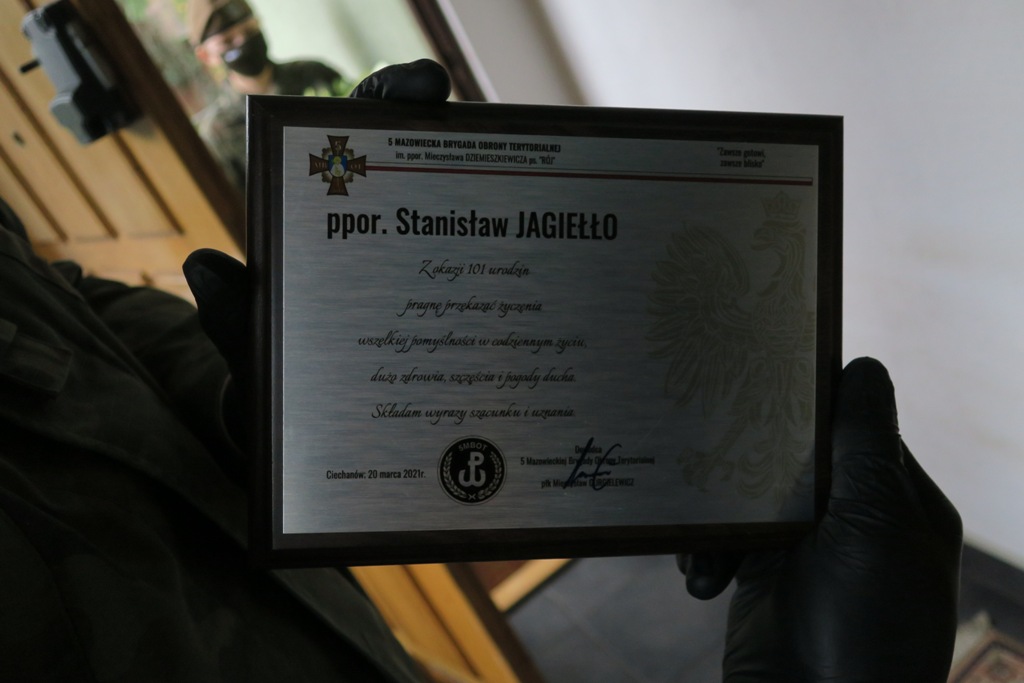 5 MAZOWIECKA BRYGADA OBRONY TERYTORIALNEJ
im. ppor. Mieczysława DZIEMIESZKIEWICZA ps. "RÓJ"
"Zawsze gotowi,
zawsze blisko"
ppor. Stanisław JAGIEŁŁO
Z okazji 101 urodzin
pragnę przekazać życzenia
wszelkiej pomyślności w codziennym życiu,
dużo zdrowia, szczęścia i pogody ducha.
Składam wyrazy szacunku i uznania.
Ciechanów: 20 marca 2021r.
5 Mazowieckiej Brygady Obrony Terytorialnej
płk Mieczysław